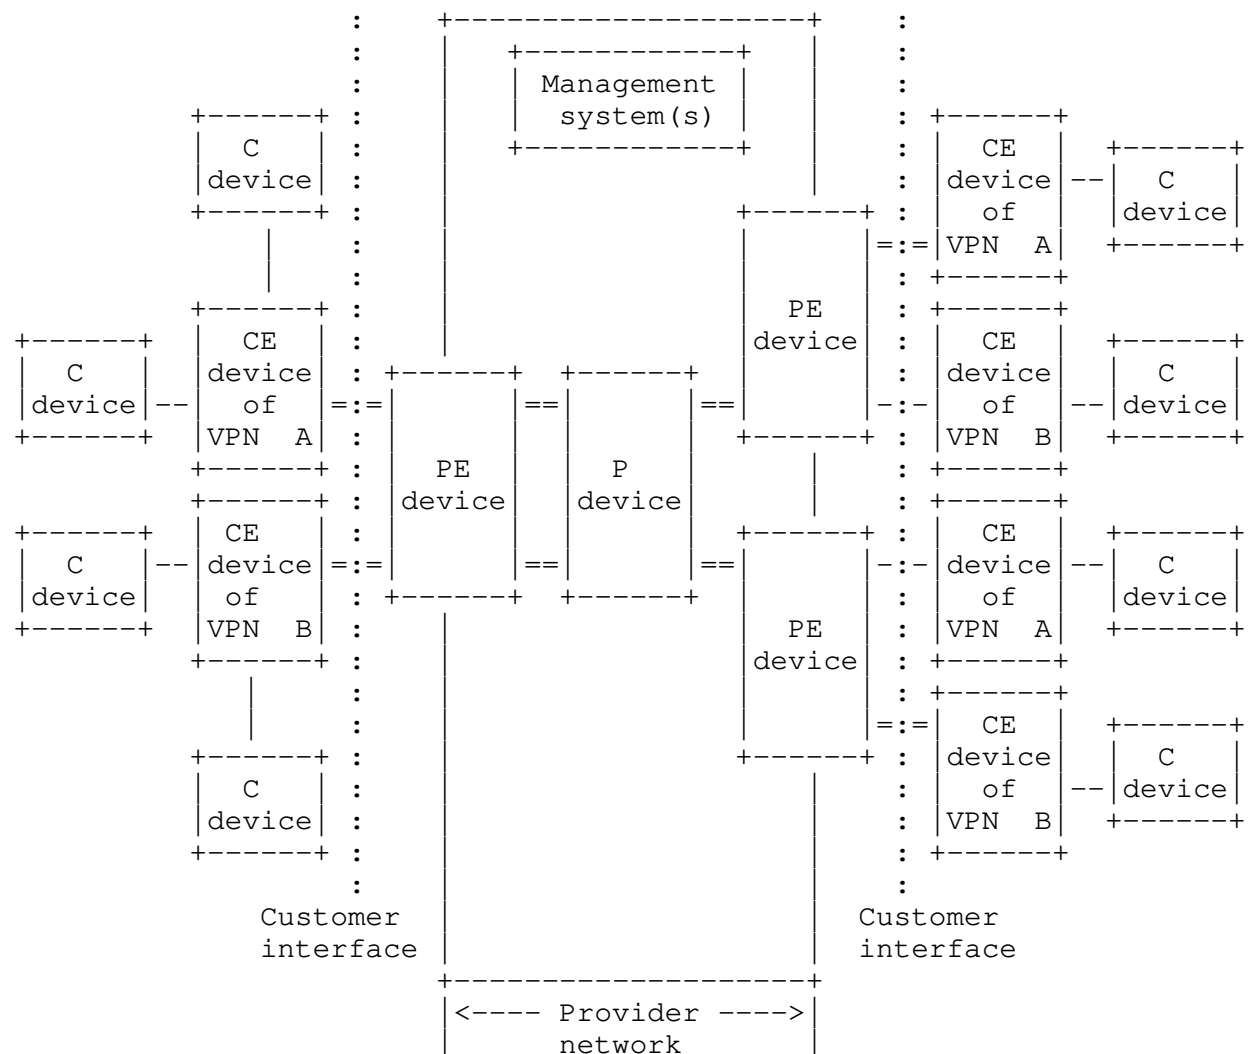 Management
system(s)
C
device
CE
device
of
VPN A
C
device
PE
device
CE
device
of
VPN A
C
device
CE
device
of
VPN B
C
device
PE
device
P
device
CE
device
of
VPN B
C
device
CE
device
of
VPN A
C
device
PE
device
C
device
CE
device
of
VPN B
C
device
Customer
interface
Customer
interface
<---- Provider ---->
network